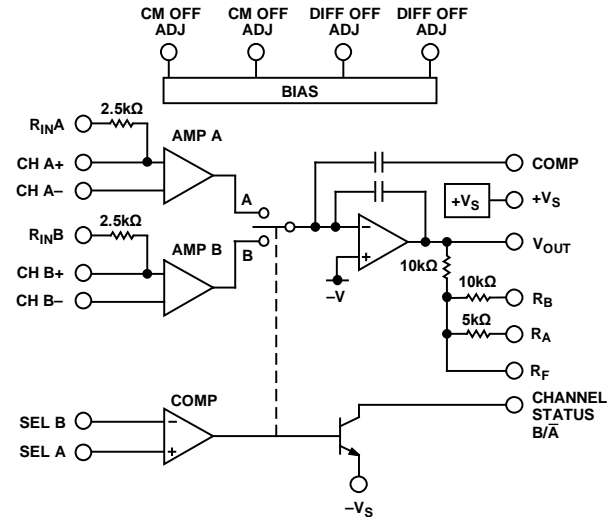 CM OFF ADJ
CM OFF ADJ
DIFF OFF ADJ
DIFF OFF ADJ
BIAS
2.5kΩ
RINA
AMP A
CH A+
CH A–
A
COMP
+VS
+VS
2.5kΩ
RINB
AMP B
B
–
+
VOUT
CH B+
CH B–
–V
10kΩ
10kΩ
RB
5kΩ
RA
RF
COMP
CHANNEL
STATUS
B/A̅
SEL B
–
SEL A
+
–VS